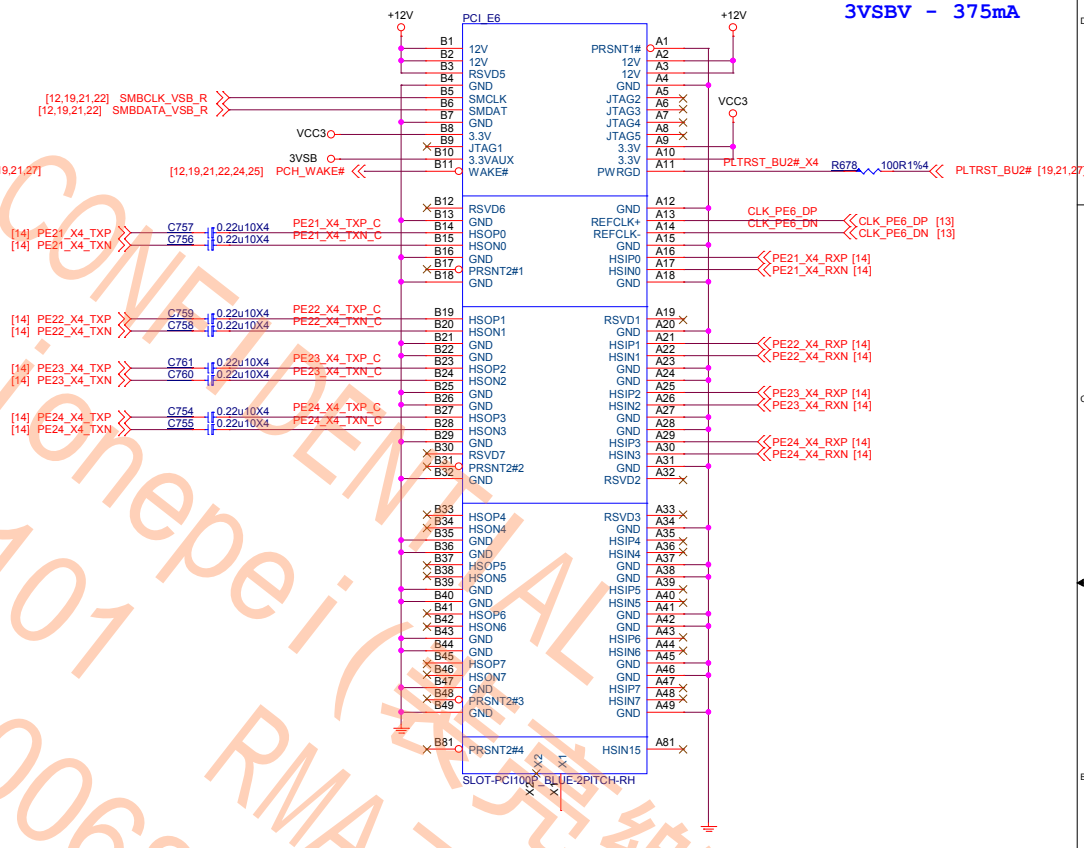 3VSBV - 375mA
+12V
PCI_E6
+12V
B1 12V PRSNT1# A1
B2 12V 12V A2
B3 RSVD5 12V A3
B4 GND GND A4
[12,19,21,22] SMBCLK_VSB_R B5 SMCLK JTAG2 A5
[12,19,21,22] SMBDATA_VSB_R B6 SMDAT JTAG3 A6 VCC3
B7 GND JTAG4 A7
VCC3 B8 3.3V JTAG5 A8
B9 JTAG1 3.3V A9
3VSB B10 3.3VAUX 3.3V A10
19,21,27] [12,19,21,22,24,25] PCH_WAKE# B11 WAKE# PWRGD A11 PLTRST_BU2#_X4 R678 100R1%4 PLTRST_BU2# [19,21,27
B12 RSVD6 GND A12
B13 GND REFCLK+ A13 CLK_PE6_DP CLK_PE6_DP [13]
[14] PE21_X4_TXP C757 0.22u10X4 PE21_X4_TXP_C B14 HSOP0 REFCLK- A14 CLK_PE6_DN CLK_PE6_DN [13]
[14] PE21_X4_TXN C756 0.22u10X4 PE21_X4_TXN_C B15 HSON0 GND A15
B16 GND HSIP0 A16 PE21_X4_RXP [14]
B17 PRSNT2#1 HSIN0 A17 PE21_X4_RXN [14]
B18 GND GND A18
[14] PE22_X4_TXP C759 0.22u10X4 PE22_X4_TXP_C B19 HSOP1 RSVD1 A19
[14] PE22_X4_TXN C758 0.22u10X4 PE22_X4_TXN_C B20 HSON1 GND A20
B21 GND HSIP1 A21 PE22_X4_RXP [14]
B22 GND HSIN1 A22 PE22_X4_RXN [14]
[14] PE23_X4_TXP C761 0.22u10X4 PE23_X4_TXP_C B23 HSOP2 GND A23
[14] PE23_X4_TXN C760 0.22u10X4 PE23_X4_TXN_C B24 HSON2 GND A24
B25 GND HSIP2 A25 PE23_X4_RXP [14]
B26 GND HSIN2 A26 PE23_X4_RXN [14]
[14] PE24_X4_TXP C754 0.22u10X4 PE24_X4_TXP_C B27 HSOP3 GND A27
[14] PE24_X4_TXN C755 0.22u10X4 PE24_X4_TXN_C B28 HSON3 GND A28
B29 GND HSIP3 A29 PE24_X4_RXP [14]
B30 RSVD7 HSIN3 A30 PE24_X4_RXN [14]
B31 PRSNT2#2 GND A31
B32 GND RSVD2 A32
B33 HSOP4 RSVD3 A33
B34 HSON4 GND A34
B35 GND HSIP4 A35
B36 GND HSIN4 A36
B37 HSOP5 GND A37
B38 HSON5 GND A38
B39 GND HSIP5 A39
B40 GND HSIN5 A40
B41 HSOP6 GND A41
B42 HSON6 GND A42
B43 GND HSIP6 A43
B44 GND HSIN6 A44
B45 HSOP7 GND A45
B46 HSON7 GND A46
B47 GND HSIP7 A47
B48 PRSNT2#3 HSIN7 A48
B49 GND GND A49
B81 PRSNT2#4 HSIN15 A81
X2 X1
SLOT-PCI100P_BLUE-2PITCH-RH
X2 X1
CONFIDENTIAL
ionepei(裴亮
101
006
RMA